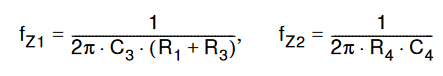 f_Z1 = 1 / (2π · C_3 · (R_1 + R_3)), f_Z2 = 1 / (2π · R_4 · C_4)